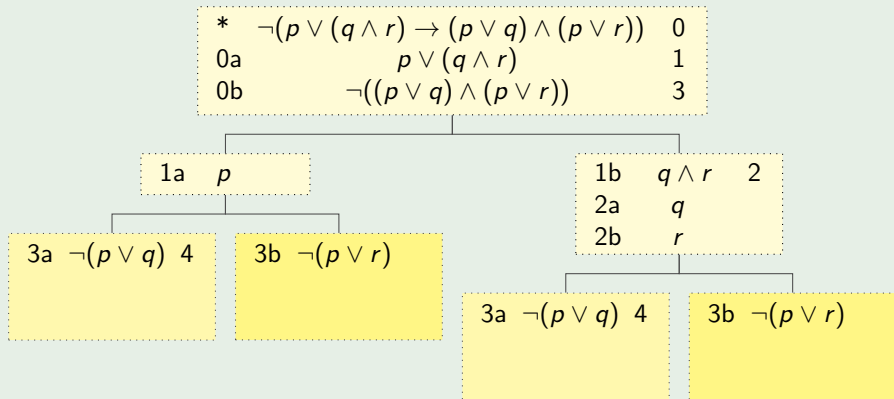 * ¬(p ∨ (q ∧ r) → (p ∨ q) ∧ (p ∨ r)) 0
0a p ∨ (q ∧ r) 1
0b ¬((p ∨ q) ∧ (p ∨ r)) 3
1a p
1b q ∧ r 2
2a q
2b r
3a ¬(p ∨ q) 4
3b ¬(p ∨ r)
3a ¬(p ∨ q) 4
3b ¬(p ∨ r)